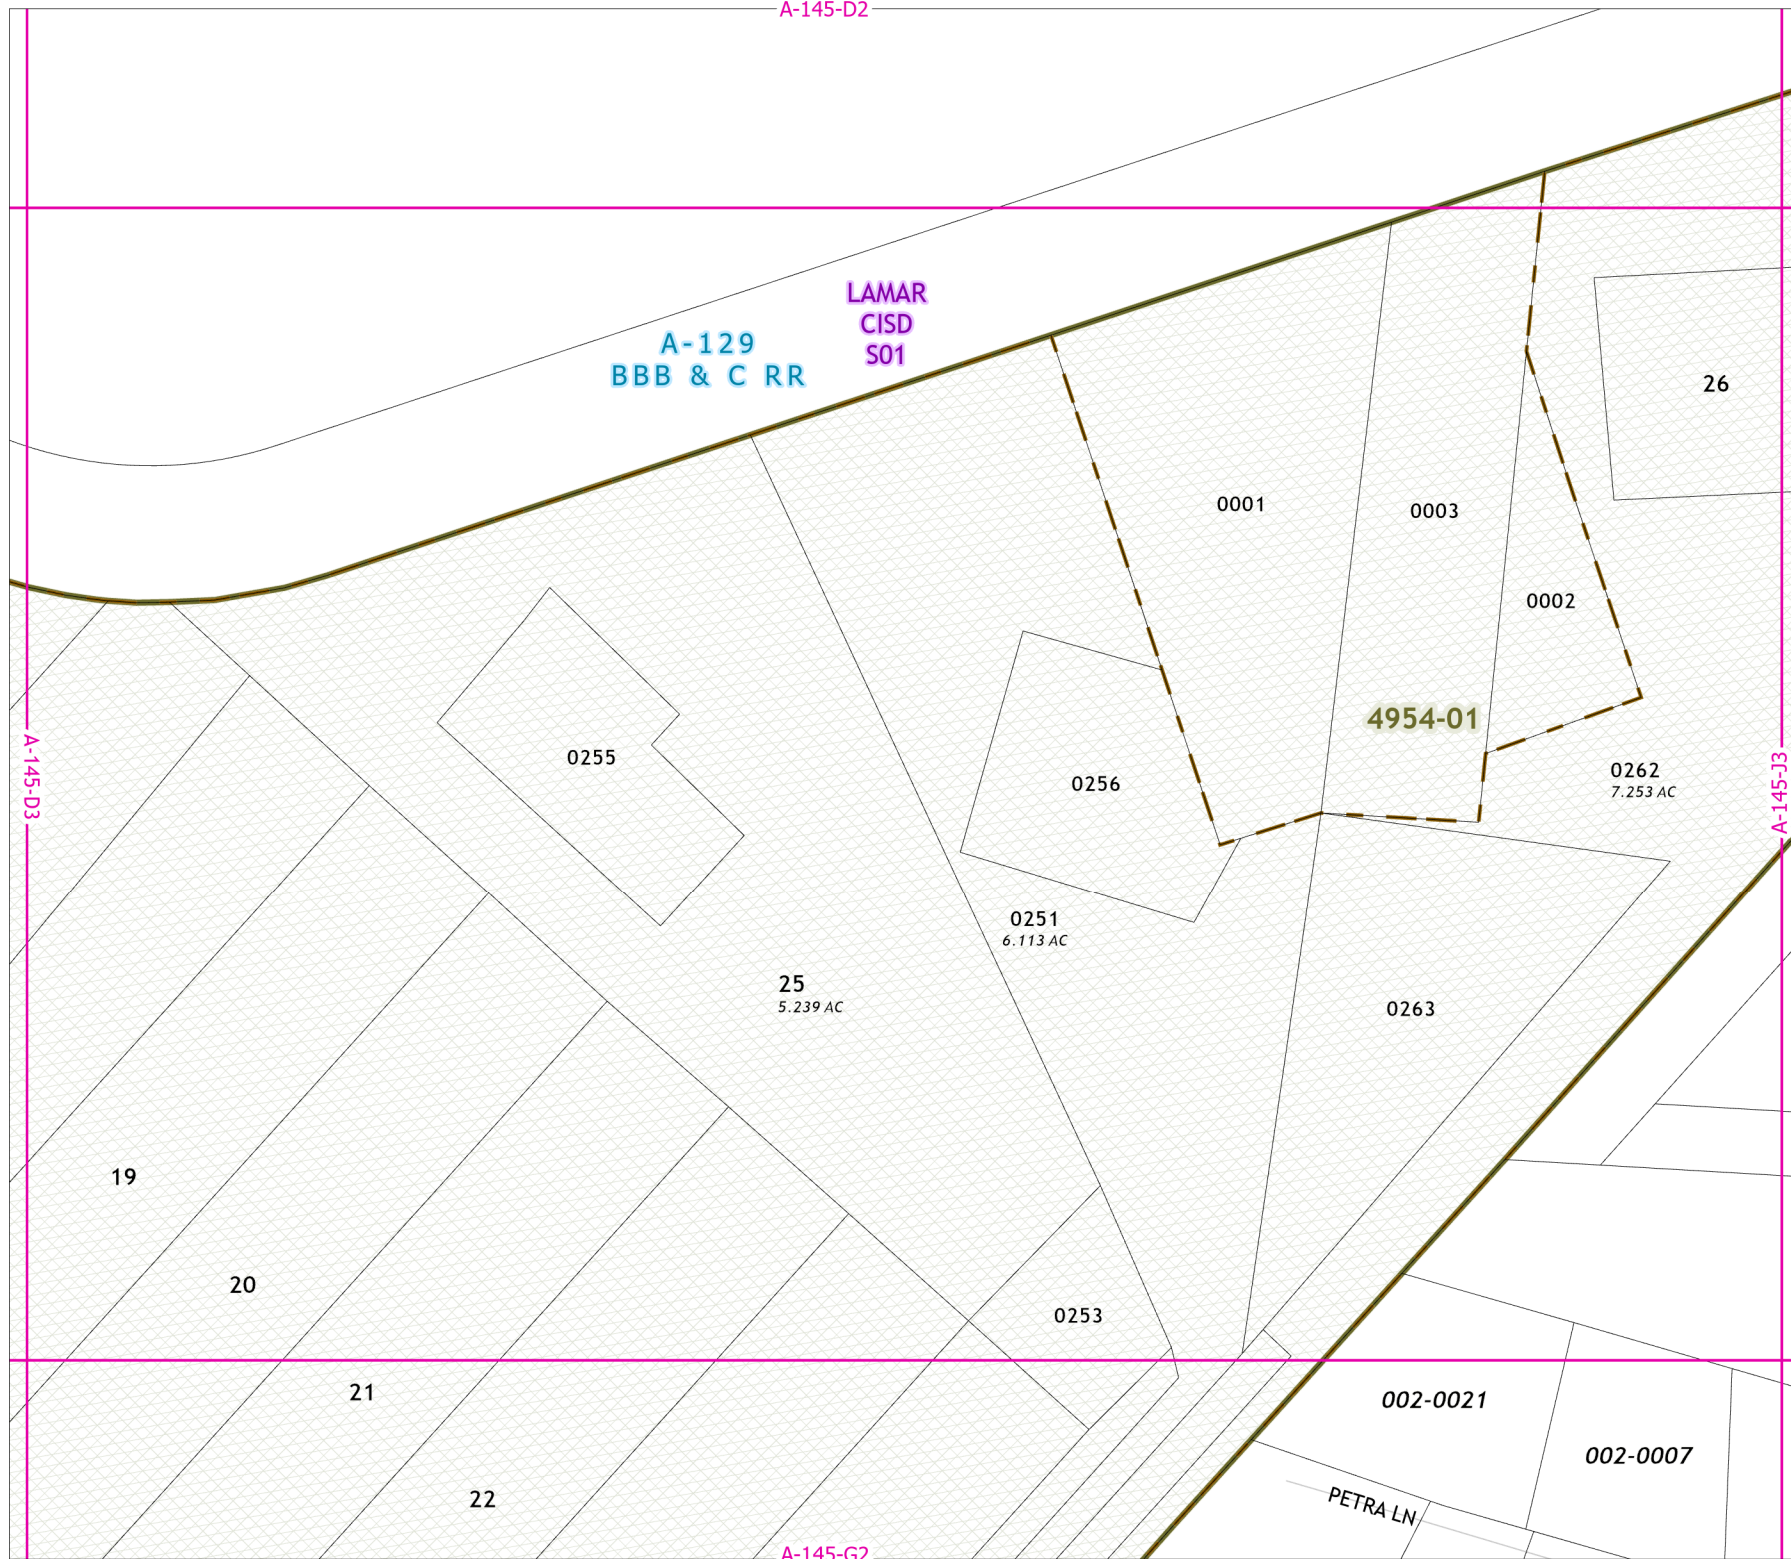 A-145-D2
LAMAR
CISD
S01
A-129
BBB & C RR
26
0001
0003
0002
4954-01
A-145-D3
0255
0256
0262
7.253 AC
A-145-J3
0251
6.113 AC
25
5.239 AC
0263
19
20
0253
21
002-0021
002-0007
22
PETRA LN
A-145-G2